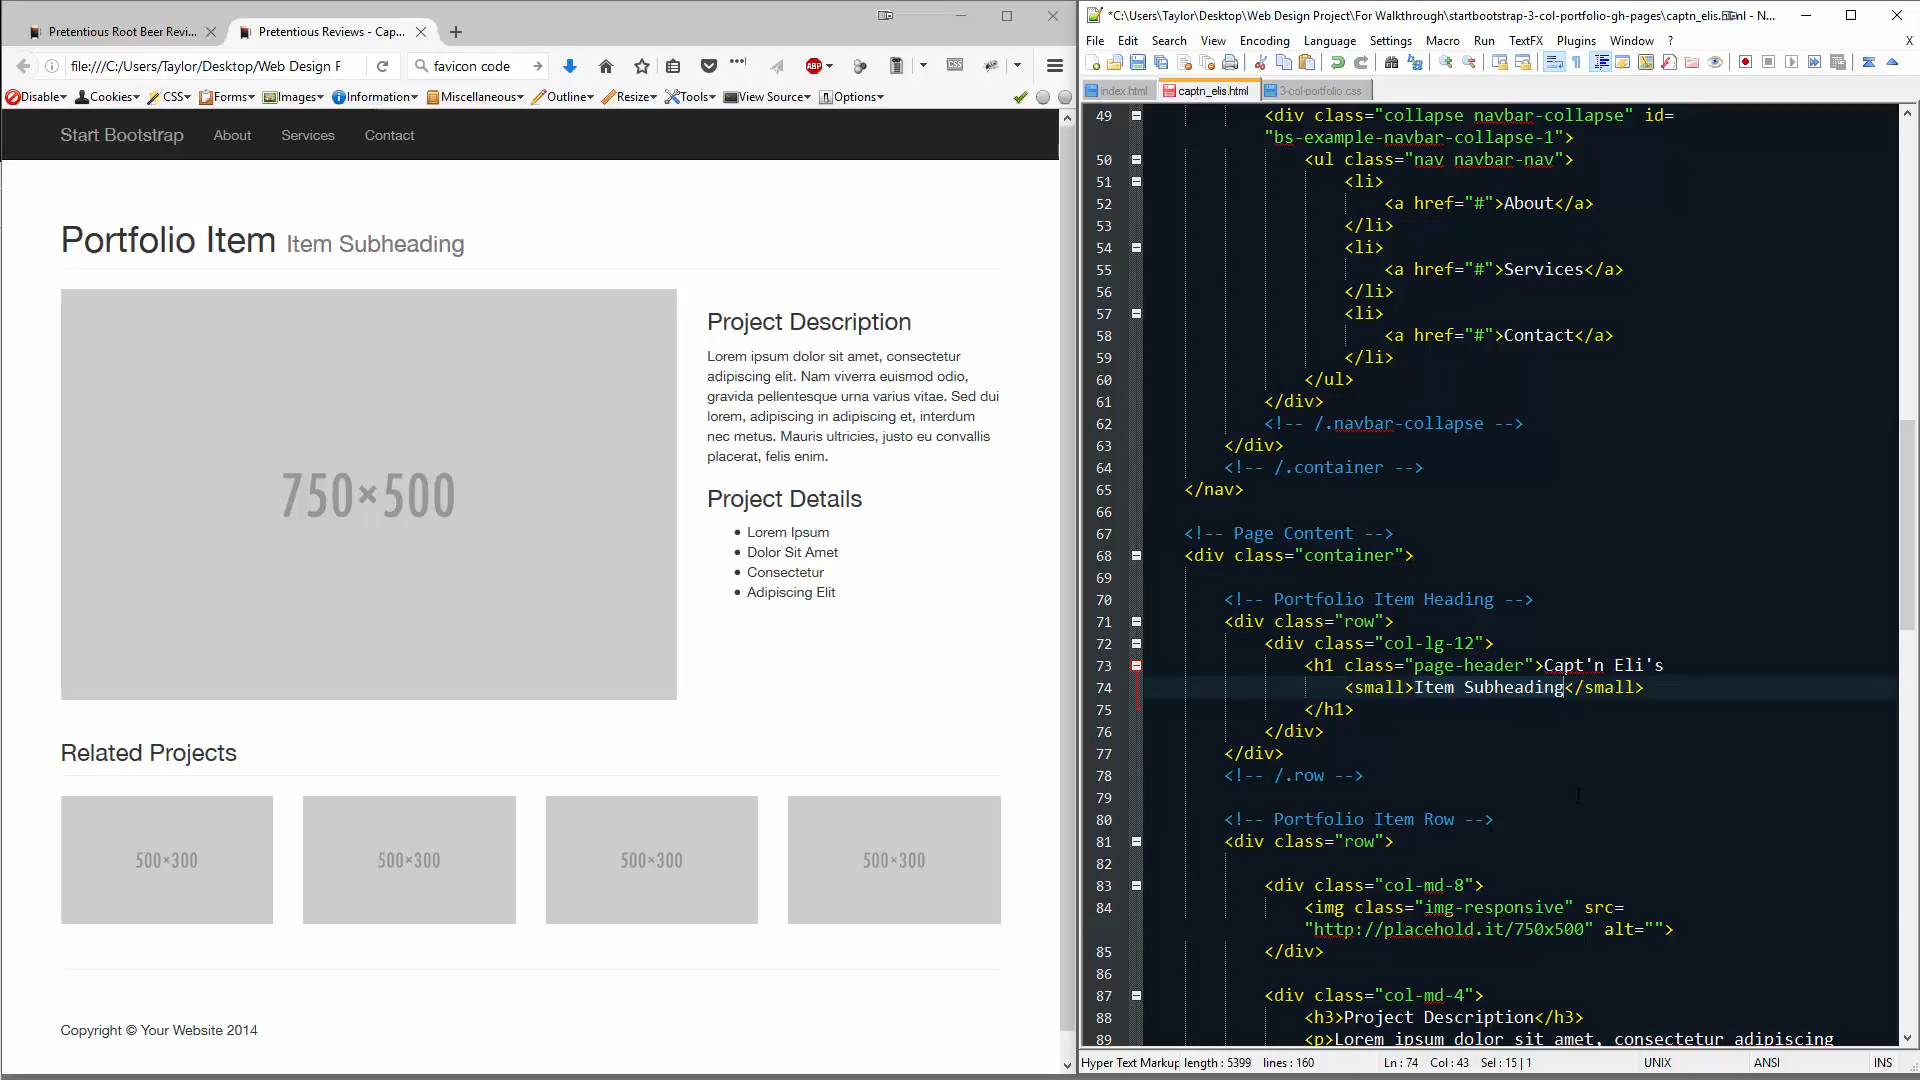 Pretentious Root Beer Revi...
Pretentious Reviews - Cap...
file:///C:/Users/Taylor/Desktop/Web Design F
favicon code
ABP
CSS
Disable
Cookies
CSS
Forms
Images
Information
Miscellaneous
Outline
Resize
Tools
View Source
Options
Start Bootstrap
About
Services
Contact
Portfolio Item Item Subheading
750×500
Project Description
Lorem ipsum dolor sit amet, consectetur
adipiscing elit. Nam viverra euismod odio,
gravida pellentesque urna varius vitae. Sed dui
lorem, adipiscing in adipiscing et, interdum
nec metus. Mauris ultricies, justo eu convallis
placerat, felis enim.
Project Details
Lorem Ipsum
Dolor Sit Amet
Consectetur
Adipiscing Elit
Related Projects
500×300
500×300
500×300
500×300
Copyright © Your Website 2014
File Edit Search View Encoding Language Settings Macro Run TextFX Plugins Window ? X
index.html
captn_elis.html
3-col-portfolio.css
49 <div class="collapse navbar-collapse" id=
"bs-example-navbar-collapse-1">
50 <ul class="nav navbar-nav">
51 <li>
52 <a href="#">About</a>
53 </li>
54 <li>
55 <a href="#">Services</a>
56 </li>
57 <li>
58 <a href="#">Contact</a>
59 </li>
60 </ul>
61 </div>
62 <!-- /.navbar-collapse -->
63 </div>
64 <!-- /.container -->
65 </nav>
66
67 <!-- Page Content -->
68 <div class="container">
69
70 <!-- Portfolio Item Heading -->
71 <div class="row">
72 <div class="col-lg-12">
73 <h1 class="page-header">Capt'n Eli's
74 <small>Item Subheading</small>
75 </h1>
76 </div>
77 </div>
78 <!-- /.row -->
79
80 <!-- Portfolio Item Row -->
81 <div class="row">
82
83 <div class="col-md-8">
84 <img class="img-responsive" src=
"http://placehold.it/750x500" alt="">
85 </div>
86
87 <div class="col-md-4">
88 <h3>Project Description</h3>
89 <p>Lorem ipsum dolor sit amet, consectetur adipiscing
Hyper Text Markup length : 5399 lines : 160 Ln : 74 Col : 43 Sel : 15 | 1 UNIX ANSI INS